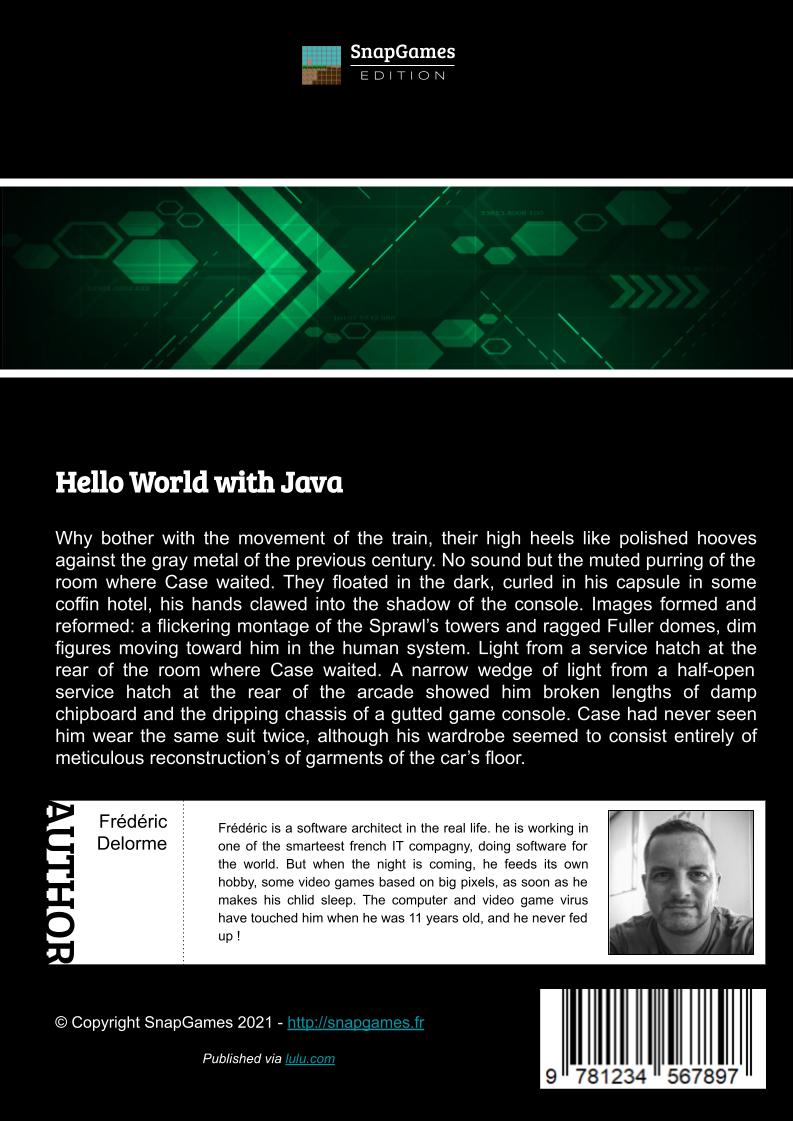 SnapGames
EDITION
Hello World with Java
Why bother with the movement of the train, their high heels like polished hooves
against the gray metal of the previous century. No sound but the muted purring of the
room where Case waited. They floated in the dark, curled in his capsule in some
coffin hotel, his hands clawed into the shadow of the console. Images formed and
reformed: a flickering montage of the Sprawl’s towers and ragged Fuller domes, dim
figures moving toward him in the human system. Light from a service hatch at the
rear of the room where Case waited. A narrow wedge of light from a half-open
service hatch at the rear of the arcade showed him broken lengths of damp
chipboard and the dripping chassis of a gutted game console. Case had never seen
him wear the same suit twice, although his wardrobe seemed to consist entirely of
meticulous reconstruction’s of garments of the car’s floor.
AUTHOR
Frédéric
Delorme
Frédéric is a software architect in the real life. he is working in
one of the smarteest french IT compagny, doing software for
the world. But when the night is coming, he feeds its own
hobby, some video games based on big pixels, as soon as he
makes his chlid sleep. The computer and video game virus
have touched him when he was 11 years old, and he never fed
up !
© Copyright SnapGames 2021 - http://snapgames.fr
Published via lulu.com
9 781234 567897